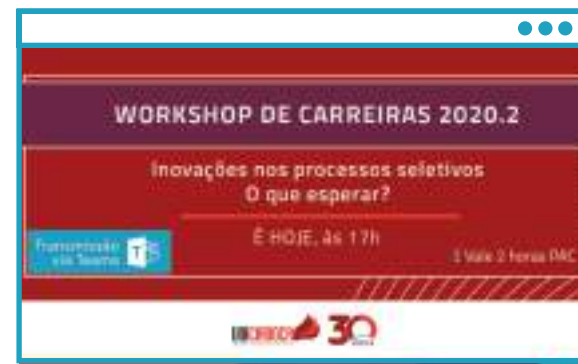 WORKSHOP DE CARREIRAS 2020.2
Inovações nos processos seletivos
O que esperar?
É HOJE, às 17h
Transmissão
via Teams
Vale 2 horas PAC
30